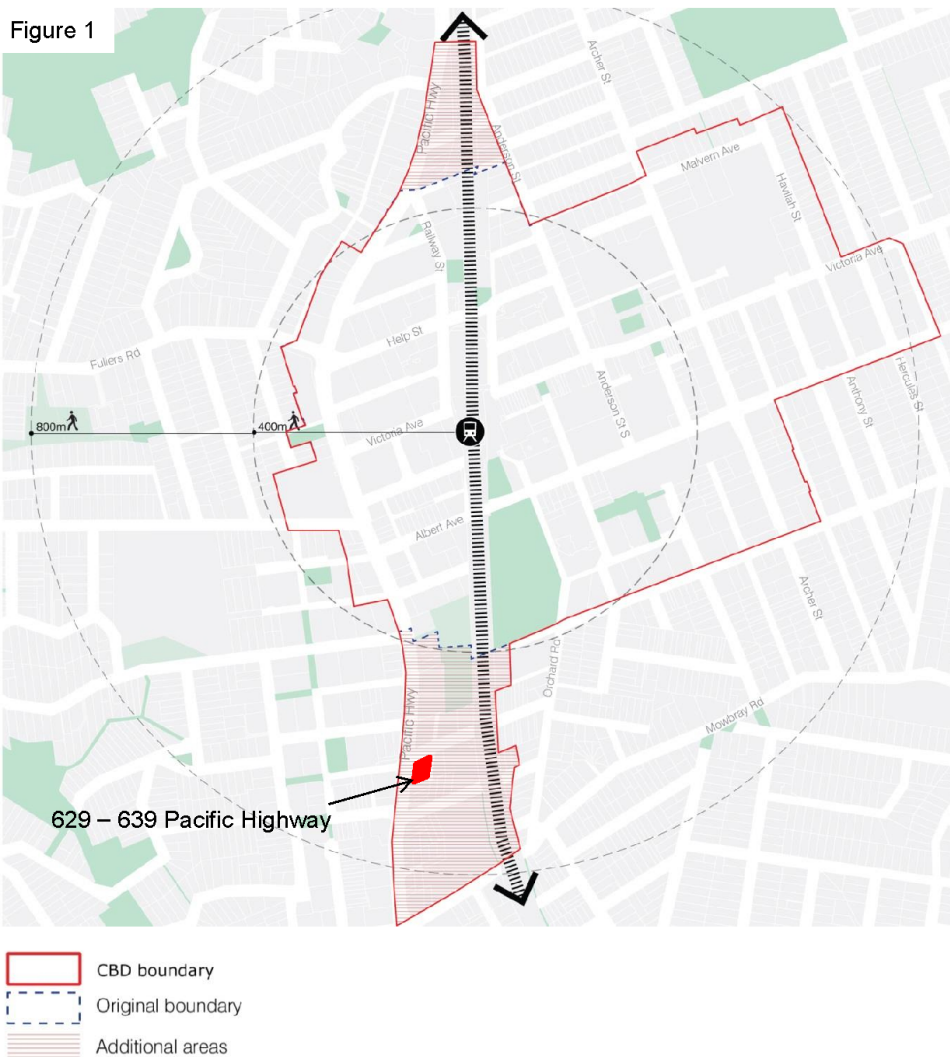 Figure 1
Pacific Hwy
Archer St
Anderson St
Malvern Ave
Havilah St
Railway St
Victoria Ave
Help St
Fullers Rd
Anderson St S
Hercules St
Anthony St
800m
400m
Victoria Ave
Albert Ave
Archer St
Orchard Rd
Pacific Hwy
Mowbray Rd
629 – 639 Pacific Highway
CBD boundary
Original boundary
Additional areas